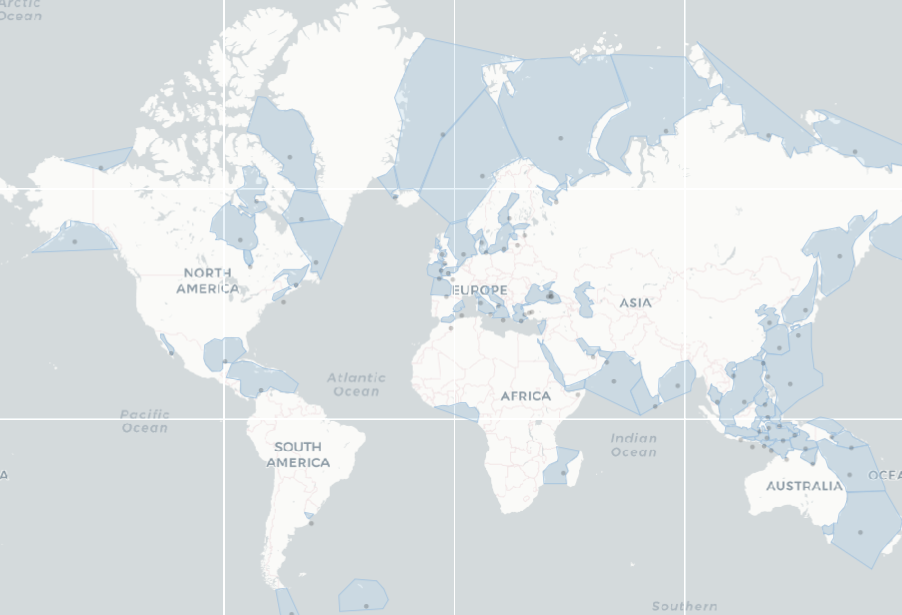 Arctic
Ocean
NORTH
AMERICA
EUROPE
ASIA
Atlantic
Ocean
AFRICA
Pacific
Ocean
Indian
Ocean
SOUTH
AMERICA
A
AUSTRALIA
OCEA
Southern